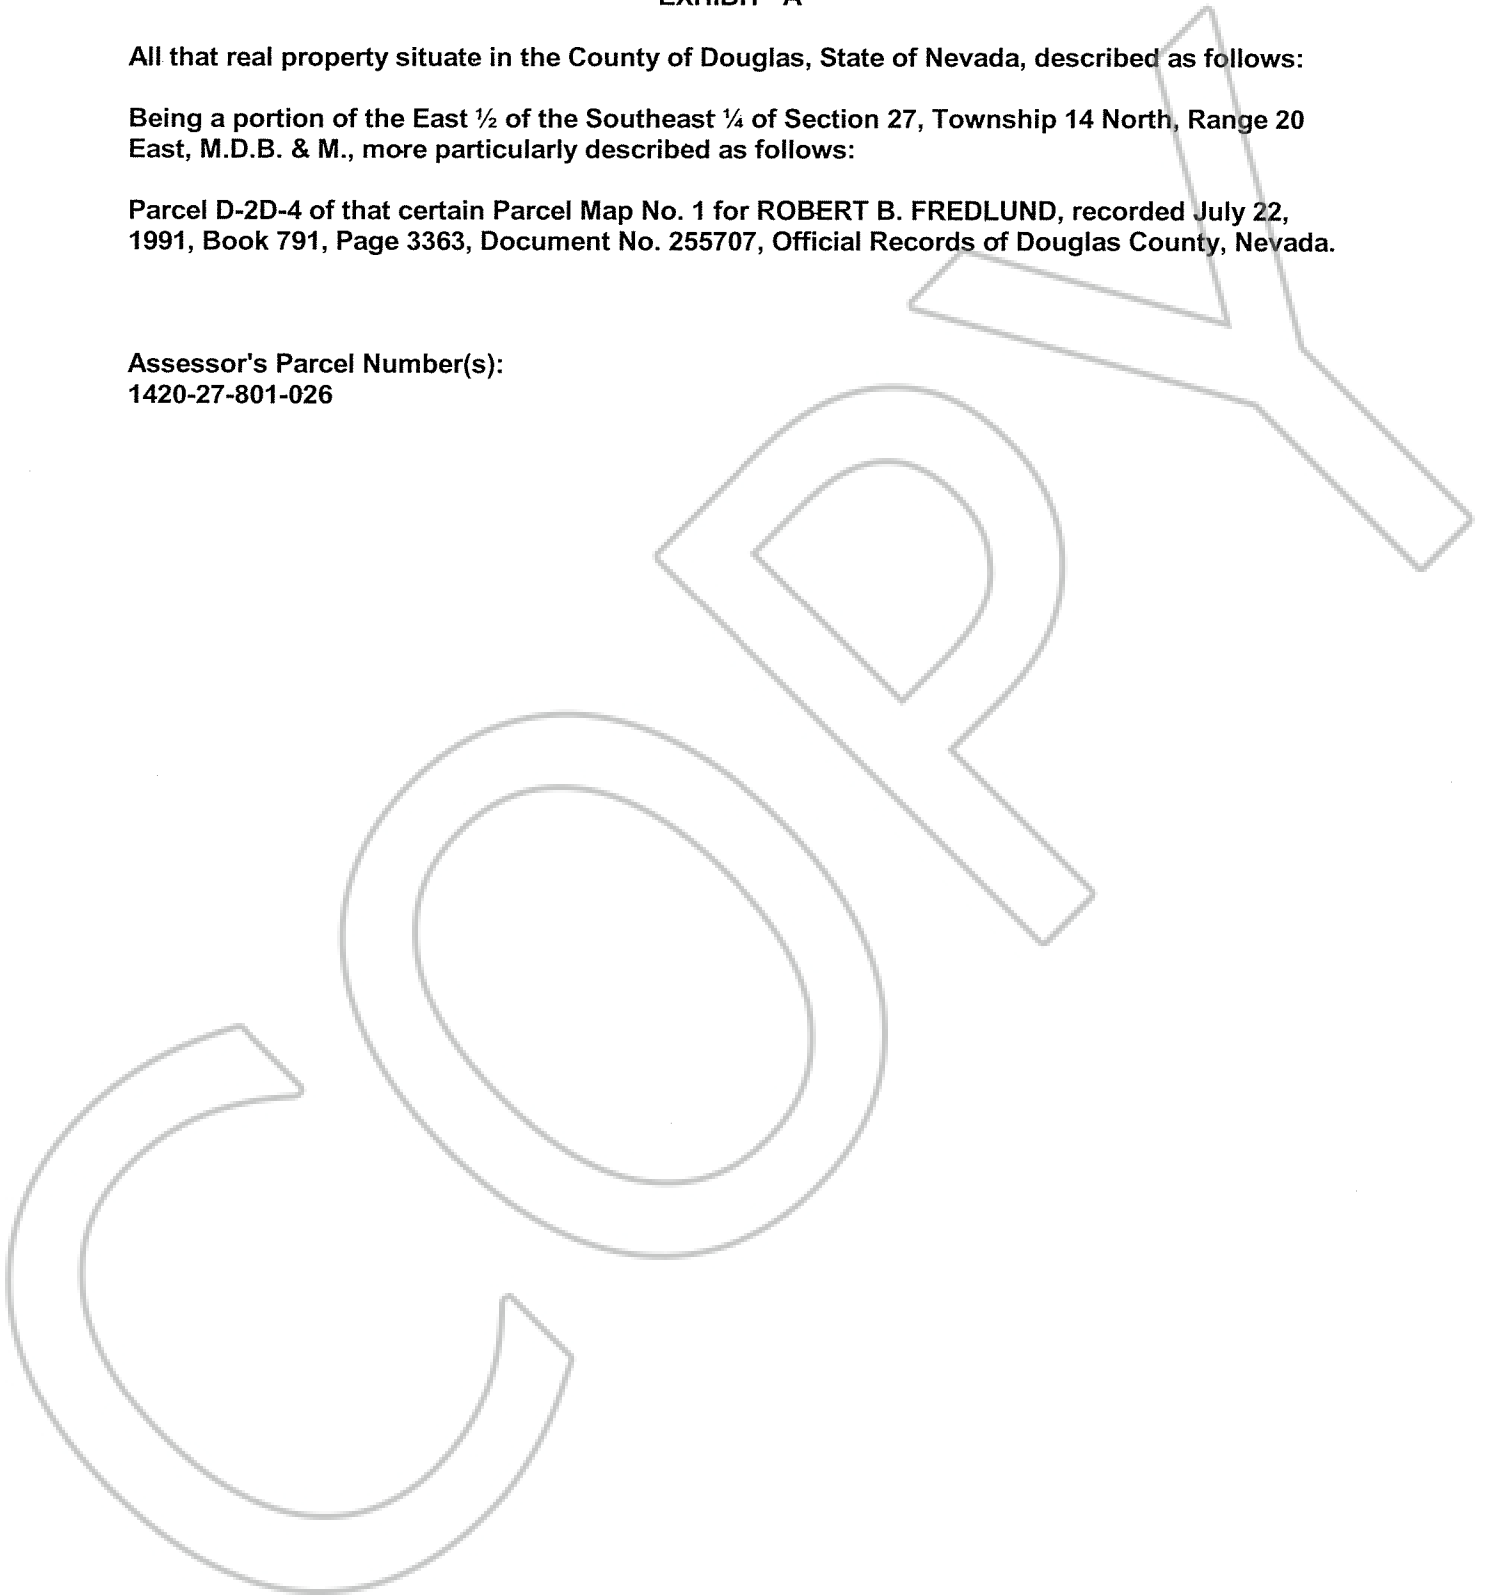 EXHIBIT "A"
All that real property situate in the County of Douglas, State of Nevada, described as follows:
Being a portion of the East ½ of the Southeast ¼ of Section 27, Township 14 North, Range 20
East, M.D.B. & M., more particularly described as follows:
Parcel D-2D-4 of that certain Parcel Map No. 1 for ROBERT B. FREDLUND, recorded July 22,
1991, Book 791, Page 3363, Document No. 255707, Official Records of Douglas County, Nevada.
Assessor's Parcel Number(s):
1420-27-801-026
COPY